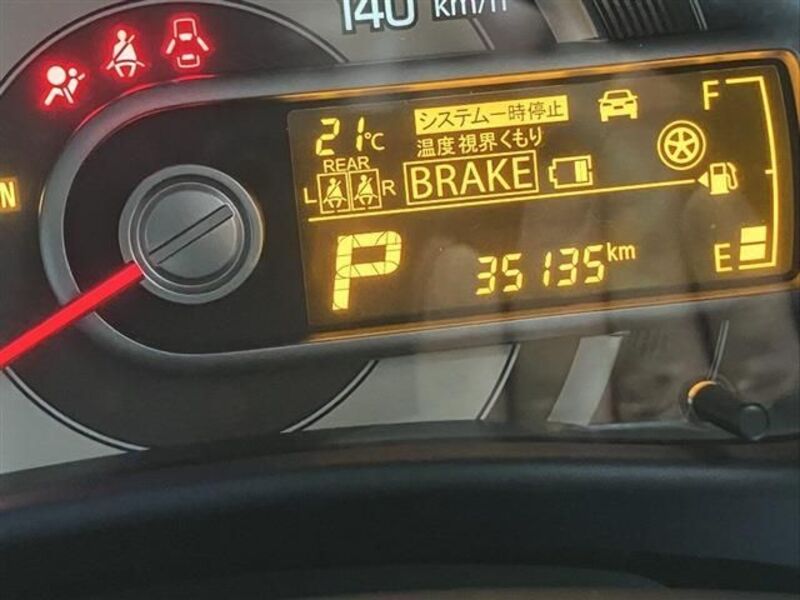 140 km/h
システム一時停止
F
21℃
温度 視界くもり
REAR
L R
BRAKE
N
P
35135km
E